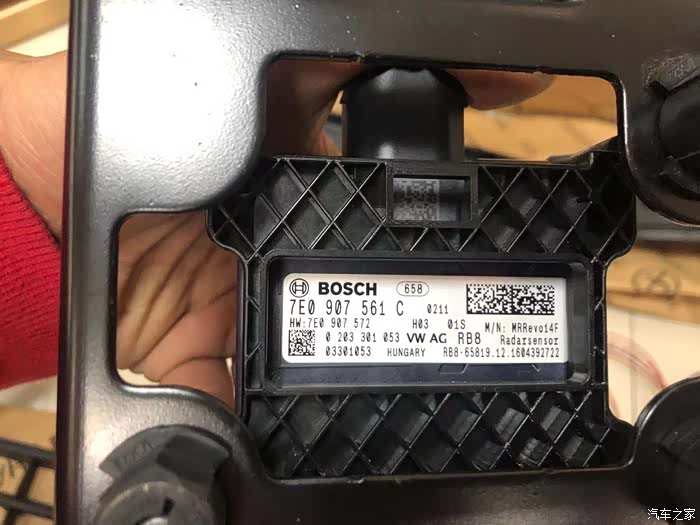 BOSCH 658
7E0 907 561 C 0211
HW:7E0 907 572 H03 01S M/N: MRRevo14F
0 203 301 053 VW AG RB8 Radarsensor
03301053 HUNGARY RB8-65819.12.1604392722
汽车之家